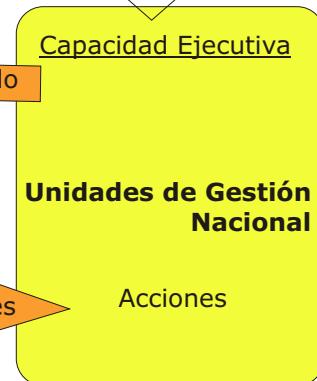 Capacidad Ejecutiva
Unidades de Gestión
Nacional
Acciones